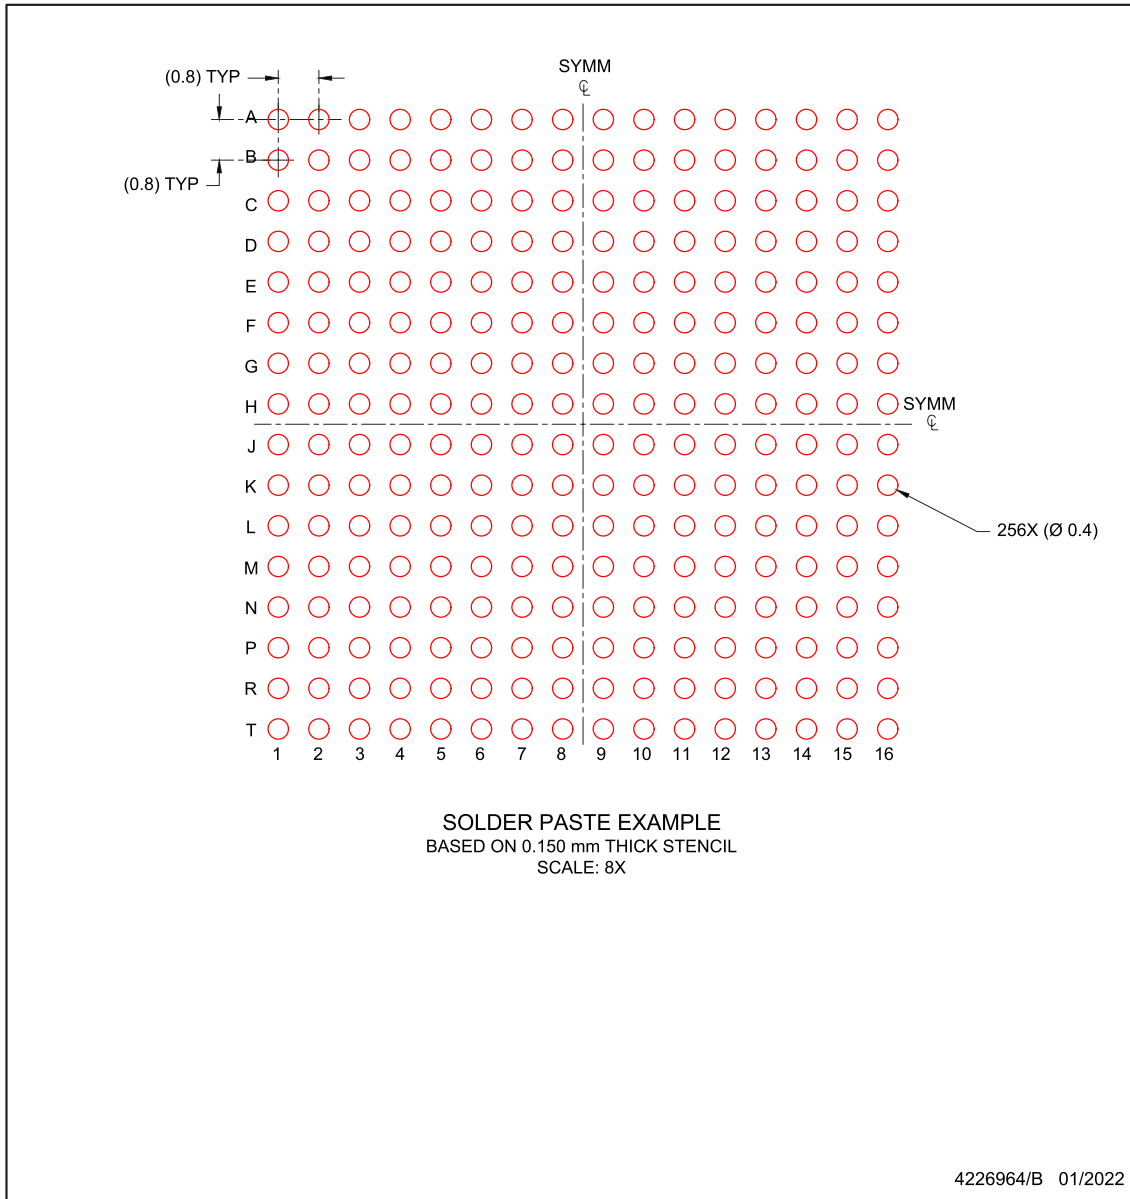 SYMM
℄
(0.8) TYP
A
B
(0.8) TYP
C
D
E
F
G
H
SYMM
℄
J
K
L
256X (Ø 0.4)
M
N
P
R
T
1 2 3 4 5 6 7 8 9 10 11 12 13 14 15 16
SOLDER PASTE EXAMPLE
BASED ON 0.150 mm THICK STENCIL
SCALE: 8X
4226964/B 01/2022